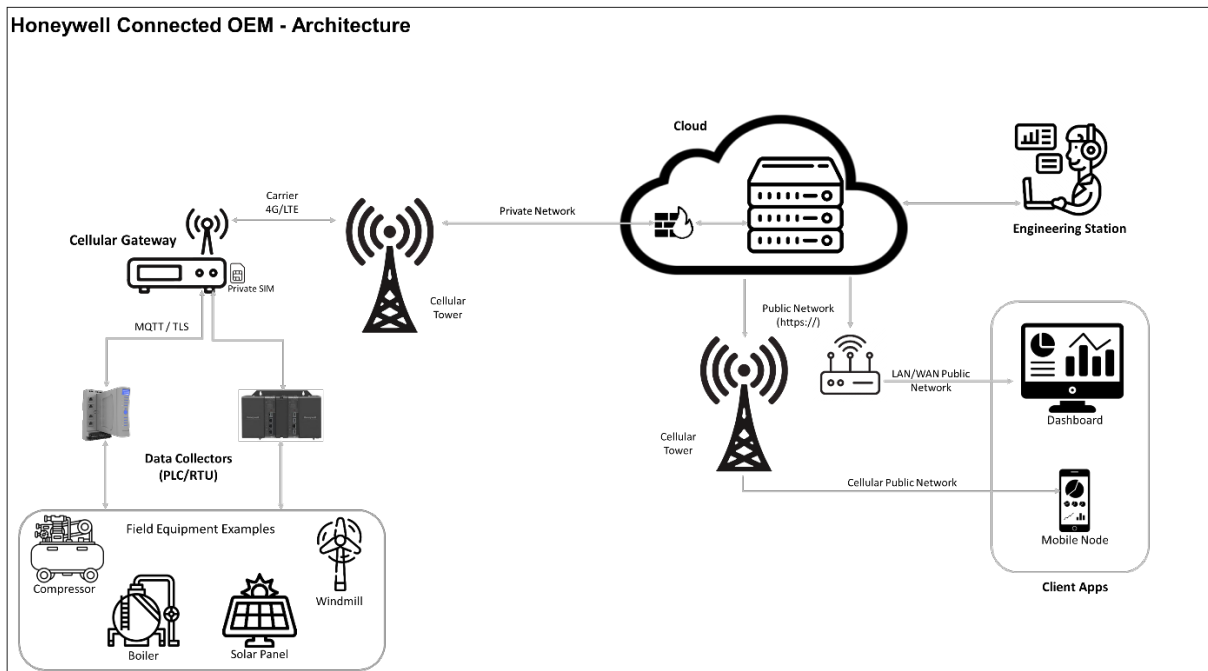 Honeywell Connected OEM - Architecture
Cloud
Carrier
4G/LTE
Private Network
Cellular Gateway
Engineering Station
Private SIM
Cellular
Tower
Public Network
(https://)
MQTT / TLS
LAN/WAN Public
Network
Dashboard
Cellular
Tower
Data Collectors
(PLC/RTU)
Cellular Public Network
Field Equipment Examples
Mobile Node
Compressor
Windmill
Client Apps
Boiler
Solar Panel